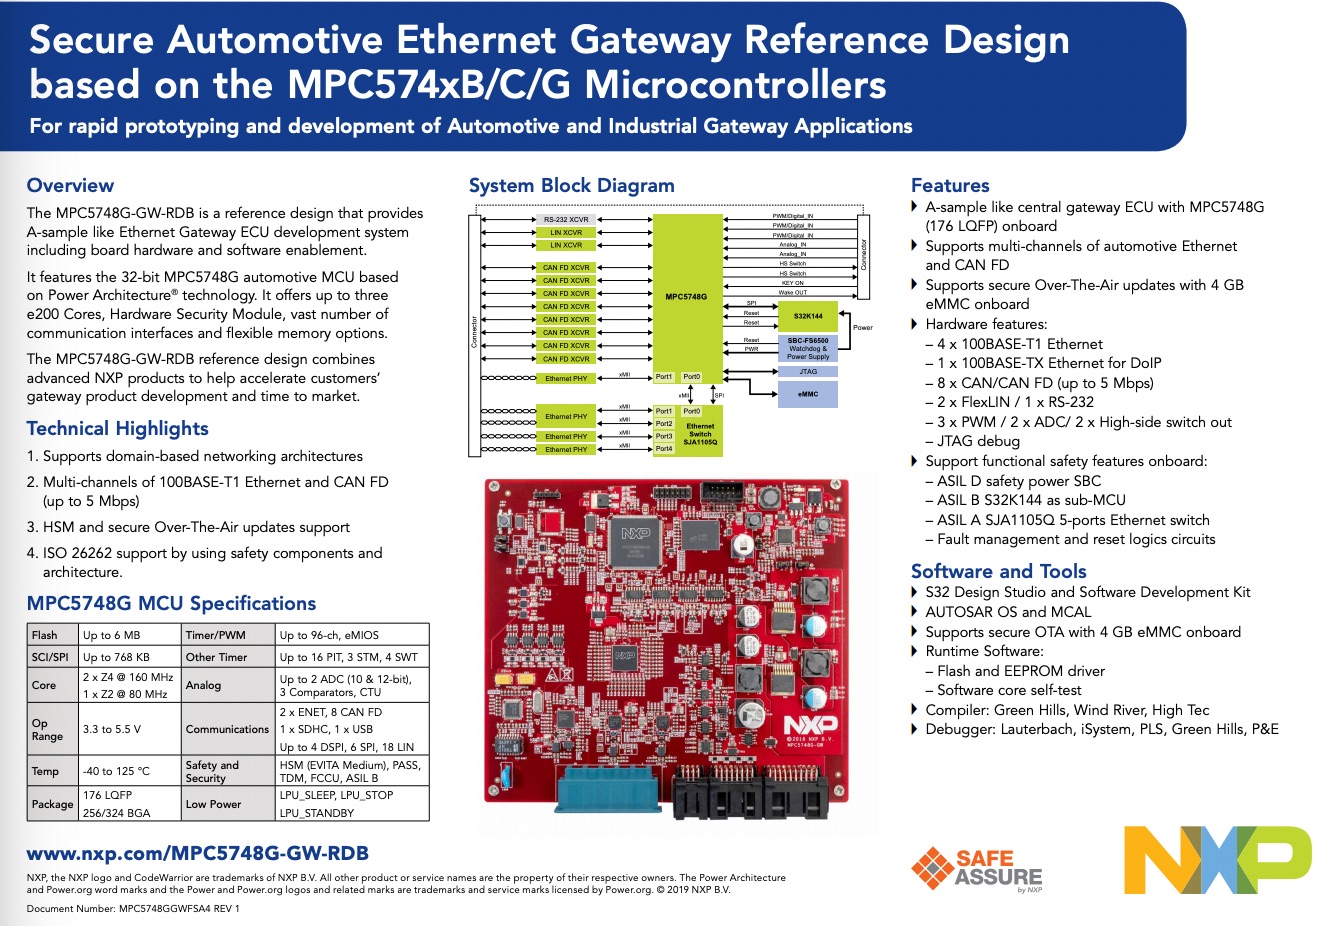 Secure Automotive Ethernet Gateway Reference Design
based on the MPC574xB/C/G Microcontrollers
For rapid prototyping and development of Automotive and Industrial Gateway Applications
Overview
The MPC5748G-GW-RDB is a reference design that provides
A-sample like Ethernet Gateway ECU development system
including board hardware and software enablement.
It features the 32-bit MPC5748G automotive MCU based
on Power Architecture® technology. It offers up to three
e200 Cores, Hardware Security Module, vast number of
communication interfaces and flexible memory options.
The MPC5748G-GW-RDB reference design combines
advanced NXP products to help accelerate customers’
gateway product development and time to market.
Technical Highlights
1. Supports domain-based networking architectures
2. Multi-channels of 100BASE-T1 Ethernet and CAN FD
(up to 5 Mbps)
3. HSM and secure Over-The-Air updates support
4. ISO 26262 support by using safety components and
architecture.
MPC5748G MCU Specifications
Flash Up to 6 MB Timer/PWM Up to 96-ch, eMIOS
SCI/SPI Up to 768 KB Other Timer Up to 16 PIT, 3 STM, 4 SWT
Core 2 x Z4 @ 160 MHz
1 x Z2 @ 80 MHz
Analog Up to 2 ADC (10 & 12-bit),
3 Comparators, CTU
Op
Range
3.3 to 5.5 V
Communications
2 x ENET, 8 CAN FD
1 x SDHC, 1 x USB
Up to 4 DSPI, 6 SPI, 18 LIN
Temp -40 to 125 °C
Safety and
Security
HSM (EVITA Medium), PASS,
TDM, FCCU, ASIL B
Package 176 LQFP
256/324 BGA
Low Power LPU_SLEEP, LPU_STOP
LPU_STANDBY
www.nxp.com/MPC5748G-GW-RDB
NXP, the NXP logo and CodeWarrior are trademarks of NXP B.V. All other product or service names are the property of their respective owners. The Power Architecture
and Power.org word marks and the Power and Power.org logos and related marks are trademarks and service marks licensed by Power.org. © 2019 NXP B.V.
Document Number: MPC5748GGWFSA4 REV 1
System Block Diagram
Connector
RS-232 XCVR
LIN XCVR
LIN XCVR
CAN FD XCVR
CAN FD XCVR
CAN FD XCVR
CAN FD XCVR
CAN FD XCVR
CAN FD XCVR
CAN FD XCVR
CAN FD XCVR
Ethernet PHY
xMII
Ethernet PHY
xMII
xMII
Ethernet PHY
xMII
Ethernet PHY
xMII
MPC5748G
Port1 Port0
xMII SPI
Port1 Port0
Port2
Port3
Port4
Ethernet
Switch
SJA1105Q
PWM/Digital_IN
PWM/Digital_IN
PWM/Digital_IN
Analog_IN
Analog_IN
HS Switch
HS Switch
KEY ON
Wake OUT
Connector
SPI
Reset
Reset
S32K144
Power
Reset
PWR
SBC-FS6500
Watchdog &
Power Supply
JTAG
eMMC
NXP
NXP
NXP
©2018 NXP B.V.
MPC5748G-GW
Features
A-sample like central gateway ECU with MPC5748G
(176 LQFP) onboard
Supports multi-channels of automotive Ethernet
and CAN FD
Supports secure Over-The-Air updates with 4 GB
eMMC onboard
Hardware features:
– 4 x 100BASE-T1 Ethernet
– 1 x 100BASE-TX Ethernet for DoIP
– 8 x CAN/CAN FD (up to 5 Mbps)
– 2 x FlexLIN / 1 x RS-232
– 3 x PWM / 2 x ADC/ 2 x High-side switch out
– JTAG debug
Support functional safety features onboard:
– ASIL D safety power SBC
– ASIL B S32K144 as sub-MCU
– ASIL A SJA1105Q 5-ports Ethernet switch
– Fault management and reset logics circuits
Software and Tools
S32 Design Studio and Software Development Kit
AUTOSAR OS and MCAL
Supports secure OTA with 4 GB eMMC onboard
Runtime Software:
– Flash and EEPROM driver
– Software core self-test
Compiler: Green Hills, Wind River, High Tec
Debugger: Lauterbach, iSystem, PLS, Green Hills, P&E
SAFE
ASSURE
by NXP
NXP